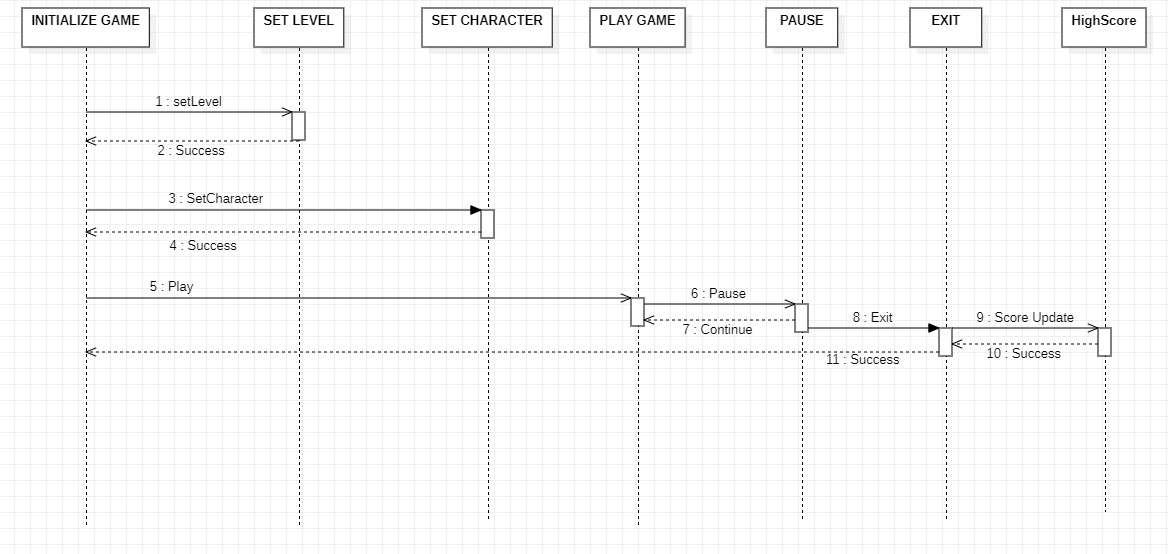 INITIALIZE GAME
SET LEVEL
SET CHARACTER
PLAY GAME
PAUSE
EXIT
HighScore
1 : setLevel
2 : Success
3 : SetCharacter
4 : Success
5 : Play
6 : Pause
7 : Continue
8 : Exit
9 : Score Update
10 : Success
11 : Success